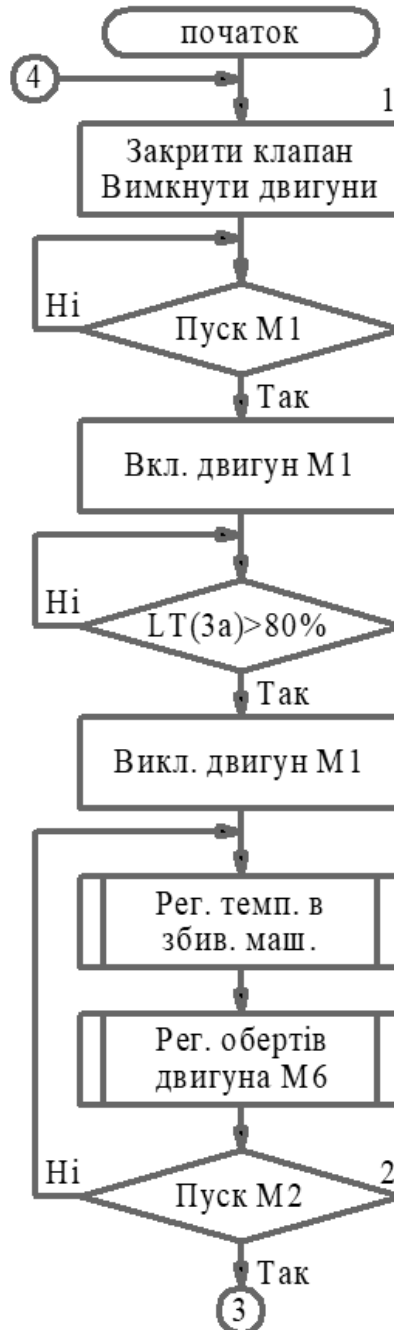 початок
4
1
Закрити клапан
Вимкнути двигуни
Ні
Пуск М1
Так
Вкл. двигун М1
Ні
LT(3а)>80%
Так
Викл. двигун М1
Рег. темп. в
збив. маш.
Рег. обертів
двигуна М6
Ні
2
Пуск М2
Так
3